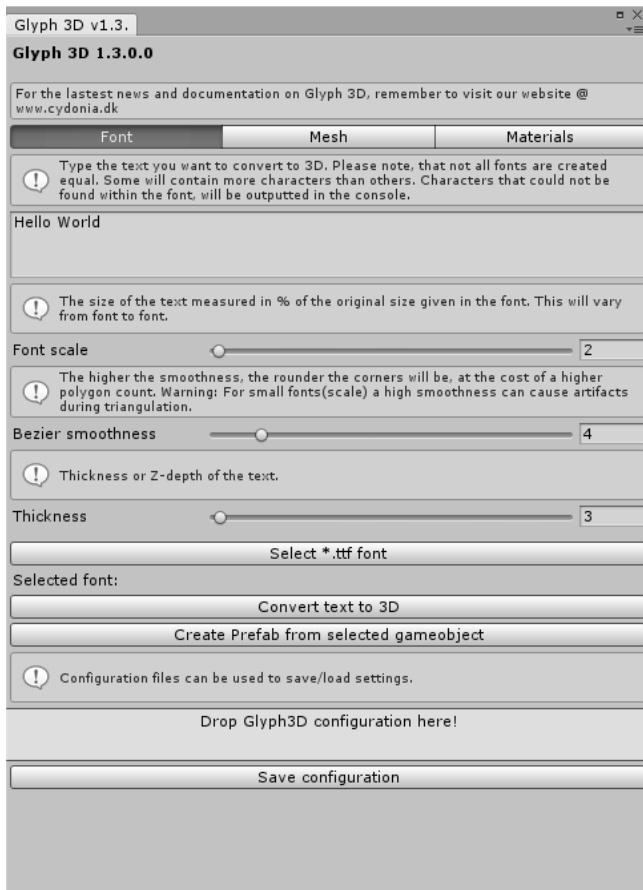 Glyph 3D v1.3.
Glyph 3D 1.3.0.0
For the lastest news and documentation on Glyph 3D, remember to visit our website @
www.cydonia.dk
Font Mesh Materials
Type the text you want to convert to 3D. Please note, that not all fonts are created
equal. Some will contain more characters than others. Characters that could not be
found within the font, will be outputted in the console.
Hello World
The size of the text measured in % of the original size given in the font. This will vary
from font to font.
Font scale 2
The higher the smoothness, the rounder the corners will be, at the cost of a higher
polygon count. Warning: For small fonts(scale) a high smoothness can cause artifacts
during triangulation.
Bezier smoothness 4
Thickness or Z-depth of the text.
Thickness 3
Select *.ttf font
Selected font:
Convert text to 3D
Create Prefab from selected gameobject
Configuration files can be used to save/load settings.
Drop Glyph3D configuration here!
Save configuration